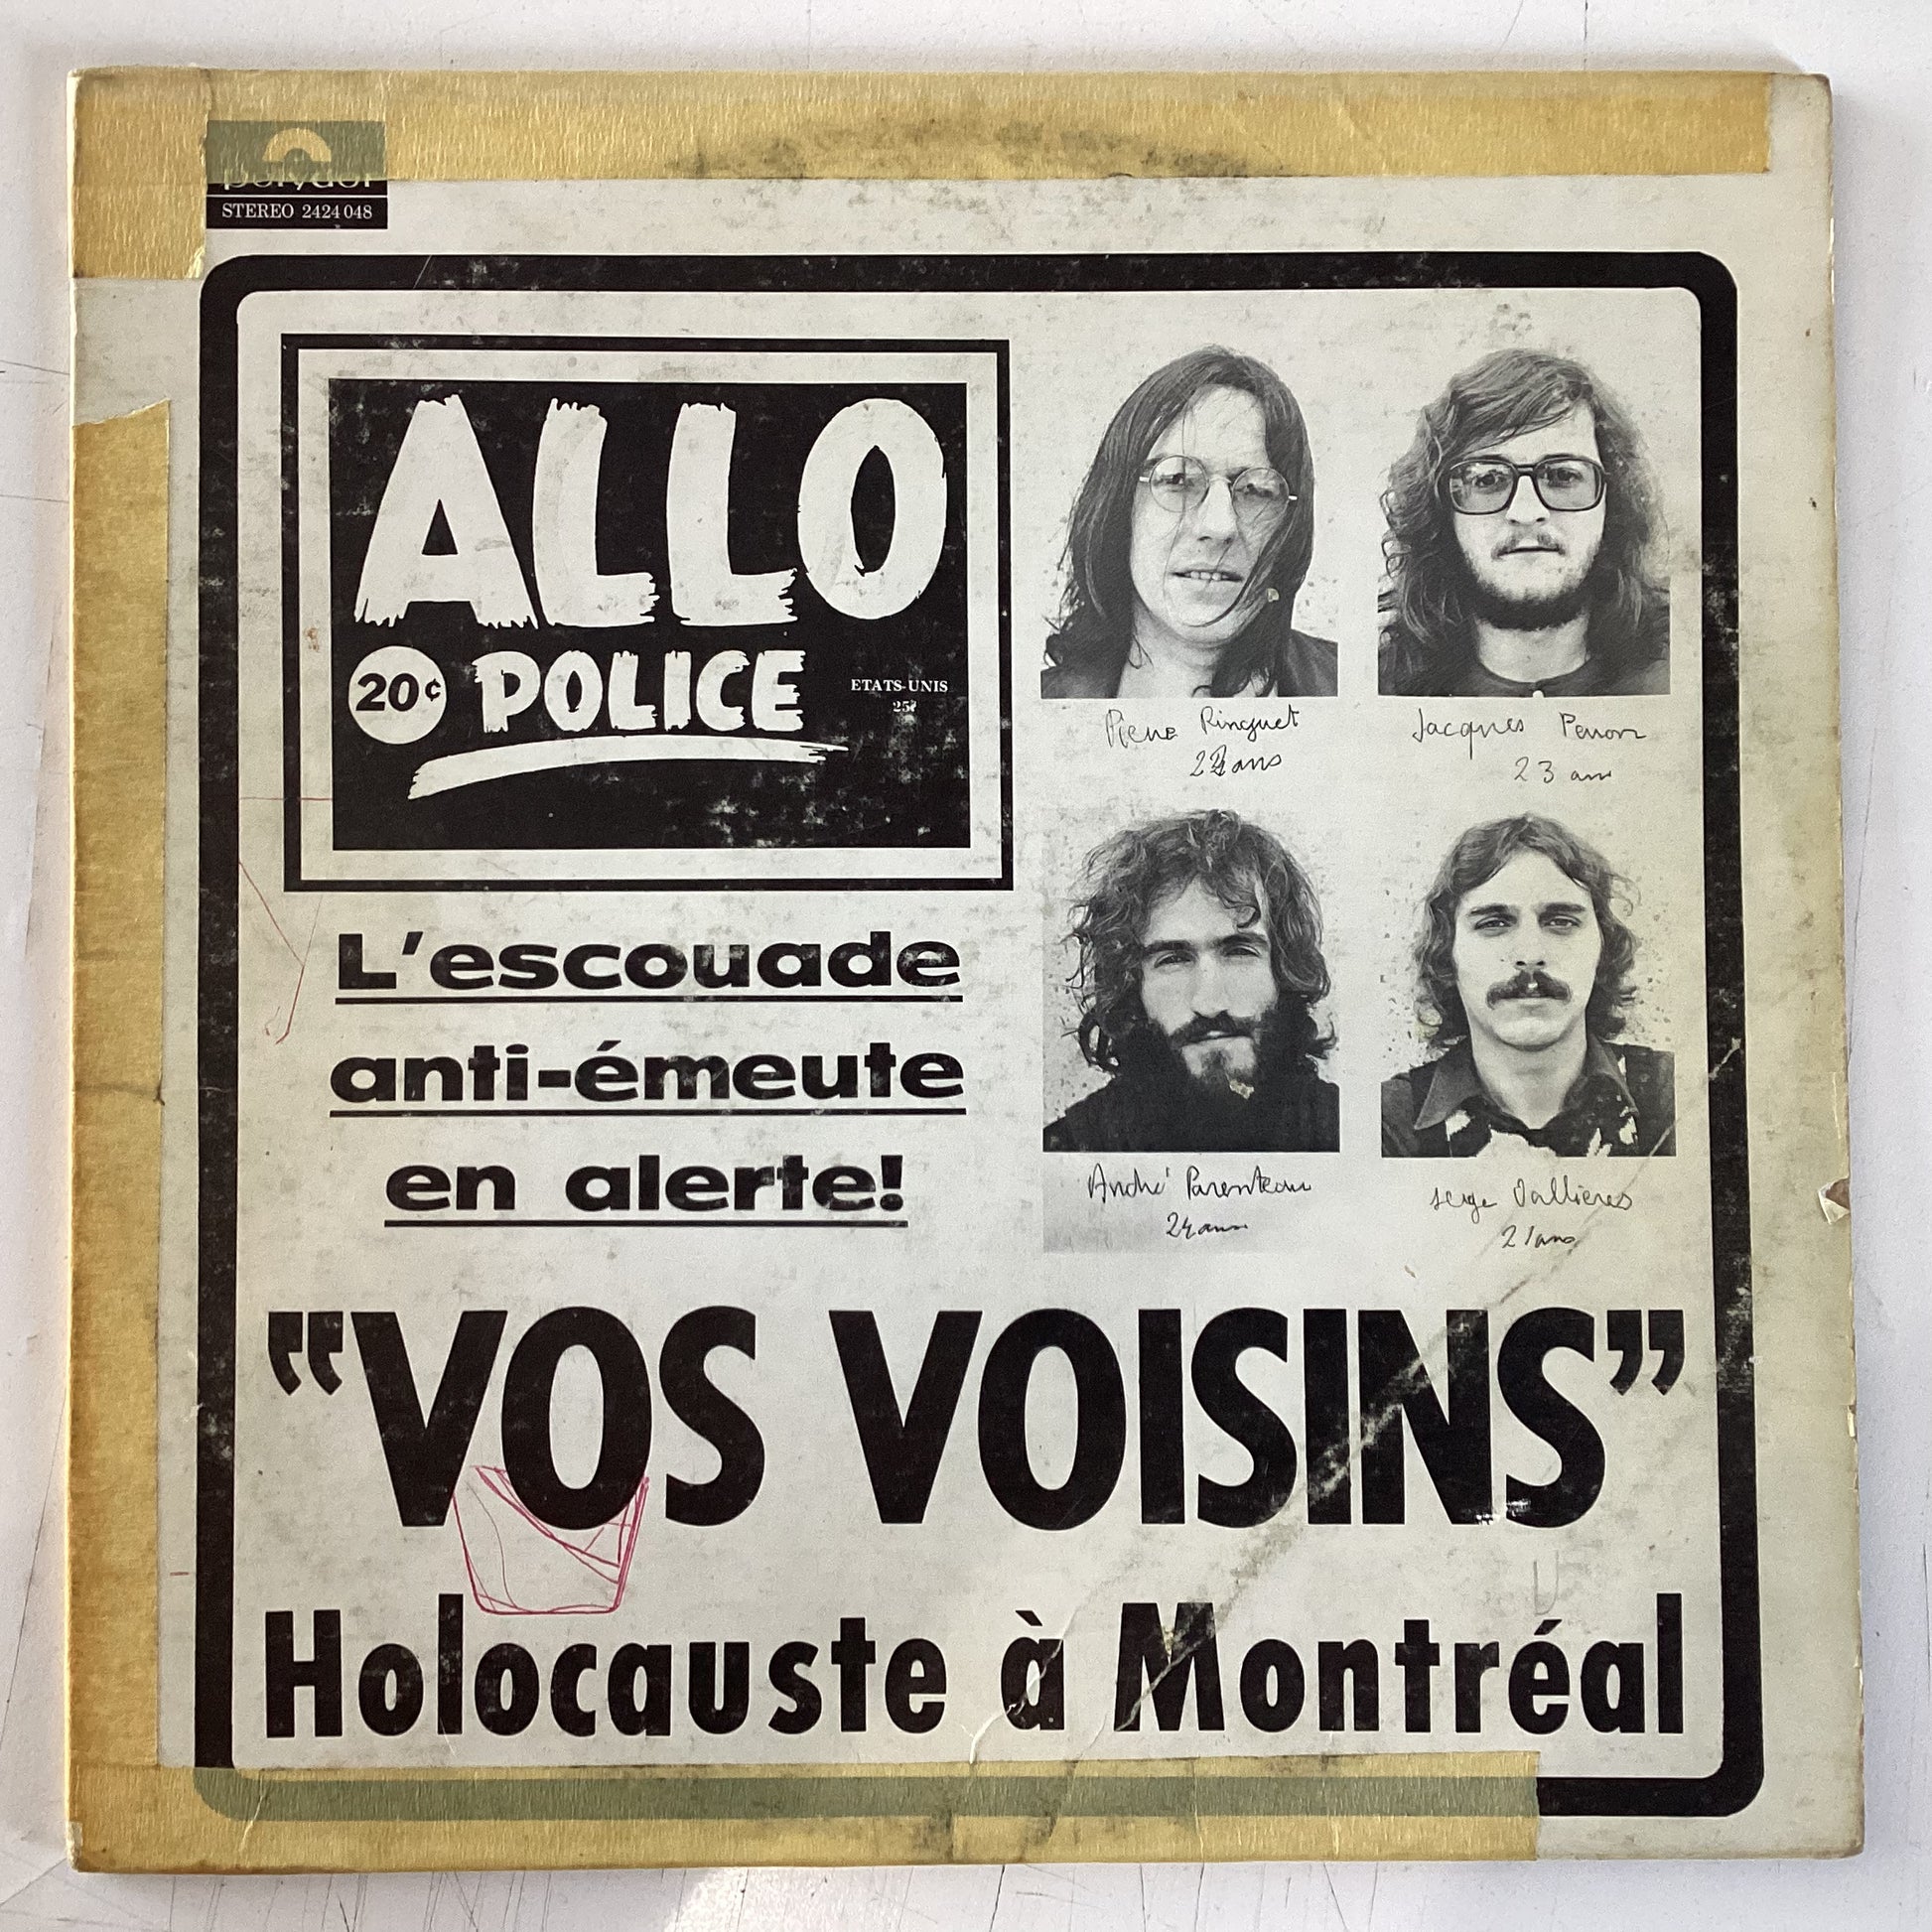 polydor
STEREO 2424 048
ALLO
20¢ POLICE
ETATS-UNIS
25¢
L'escouade
anti-émeute
en alerte!
Pierre Ringuet
ans
Jacques Perron
23 ans
André Parenteau
24 ans
Serge Vallières
21 ans
"VOS VOISINS"
Holocauste à Montréal